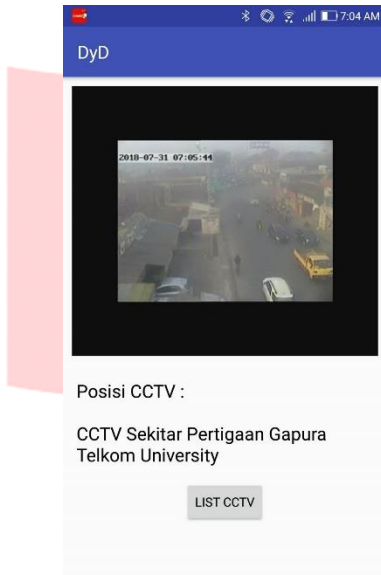 7:04 AM
DyD
2018-07-31 07:05:44
Posisi CCTV :
CCTV Sekitar Pertigaan Gapura
Telkom University
LIST CCTV